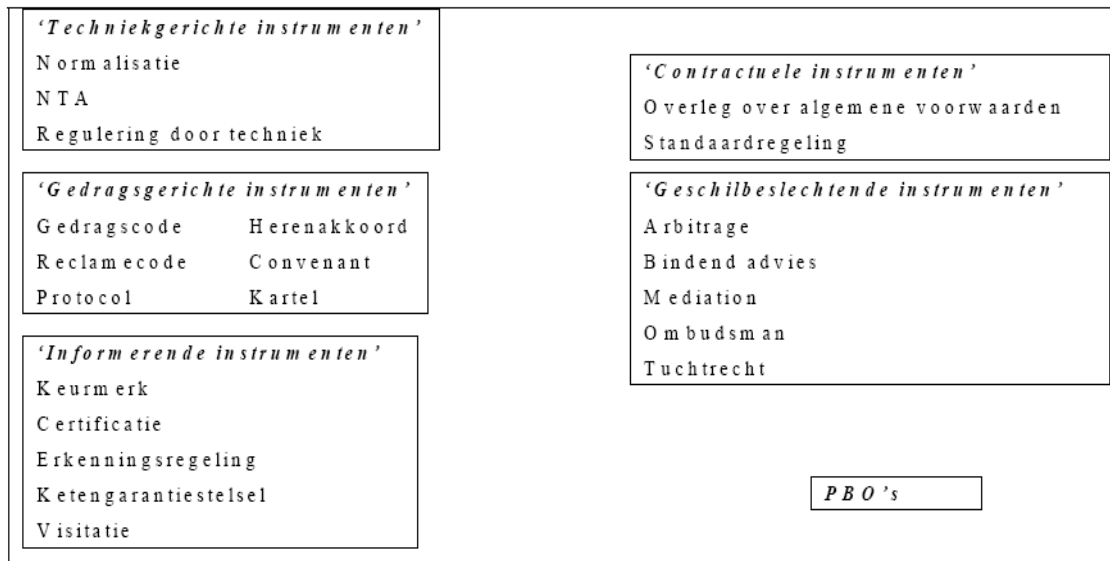 ‘Techniekgerichte instrumenten’
Normalisatie
NTA
Regulering door techniek
‘Gedragsgerichte instrumenten’
Gedragscode Herenakkoord
Reclamecode Convenant
Protocol Kartel
‘Informerende instrumenten’
Keurmerk
Certificatie
Erkenningsregeling
Ketengarantiestelsel
Visitatie
‘Contractuele instrumenten’
Overleg over algemene voorwaarden
Standaardregeling
‘Geschilbeslechtende instrumenten’
Arbitrage
Bindend advies
Mediation
Ombudsman
Tuchtrecht
PBO’s